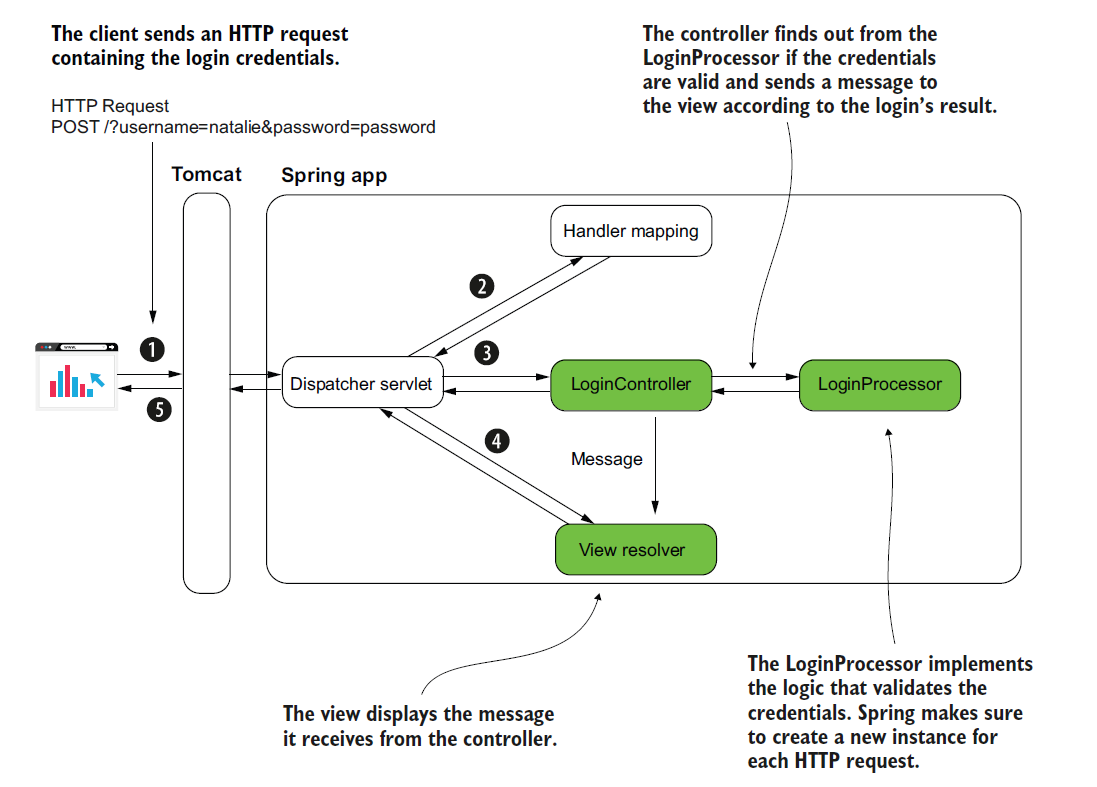 The client sends an HTTP request
containing the login credentials.
HTTP Request
POST /?username=natalie&password=password
The controller finds out from the
LoginProcessor if the credentials
are valid and sends a message to
the view according to the login's result.
Tomcat
Spring app
Handler mapping
2
1
www.
3
Dispatcher servlet
LoginController
LoginProcessor
5
4
Message
View resolver
The view displays the message
it receives from the controller.
The LoginProcessor implements
the logic that validates the
credentials. Spring makes sure
to create a new instance for
each HTTP request.